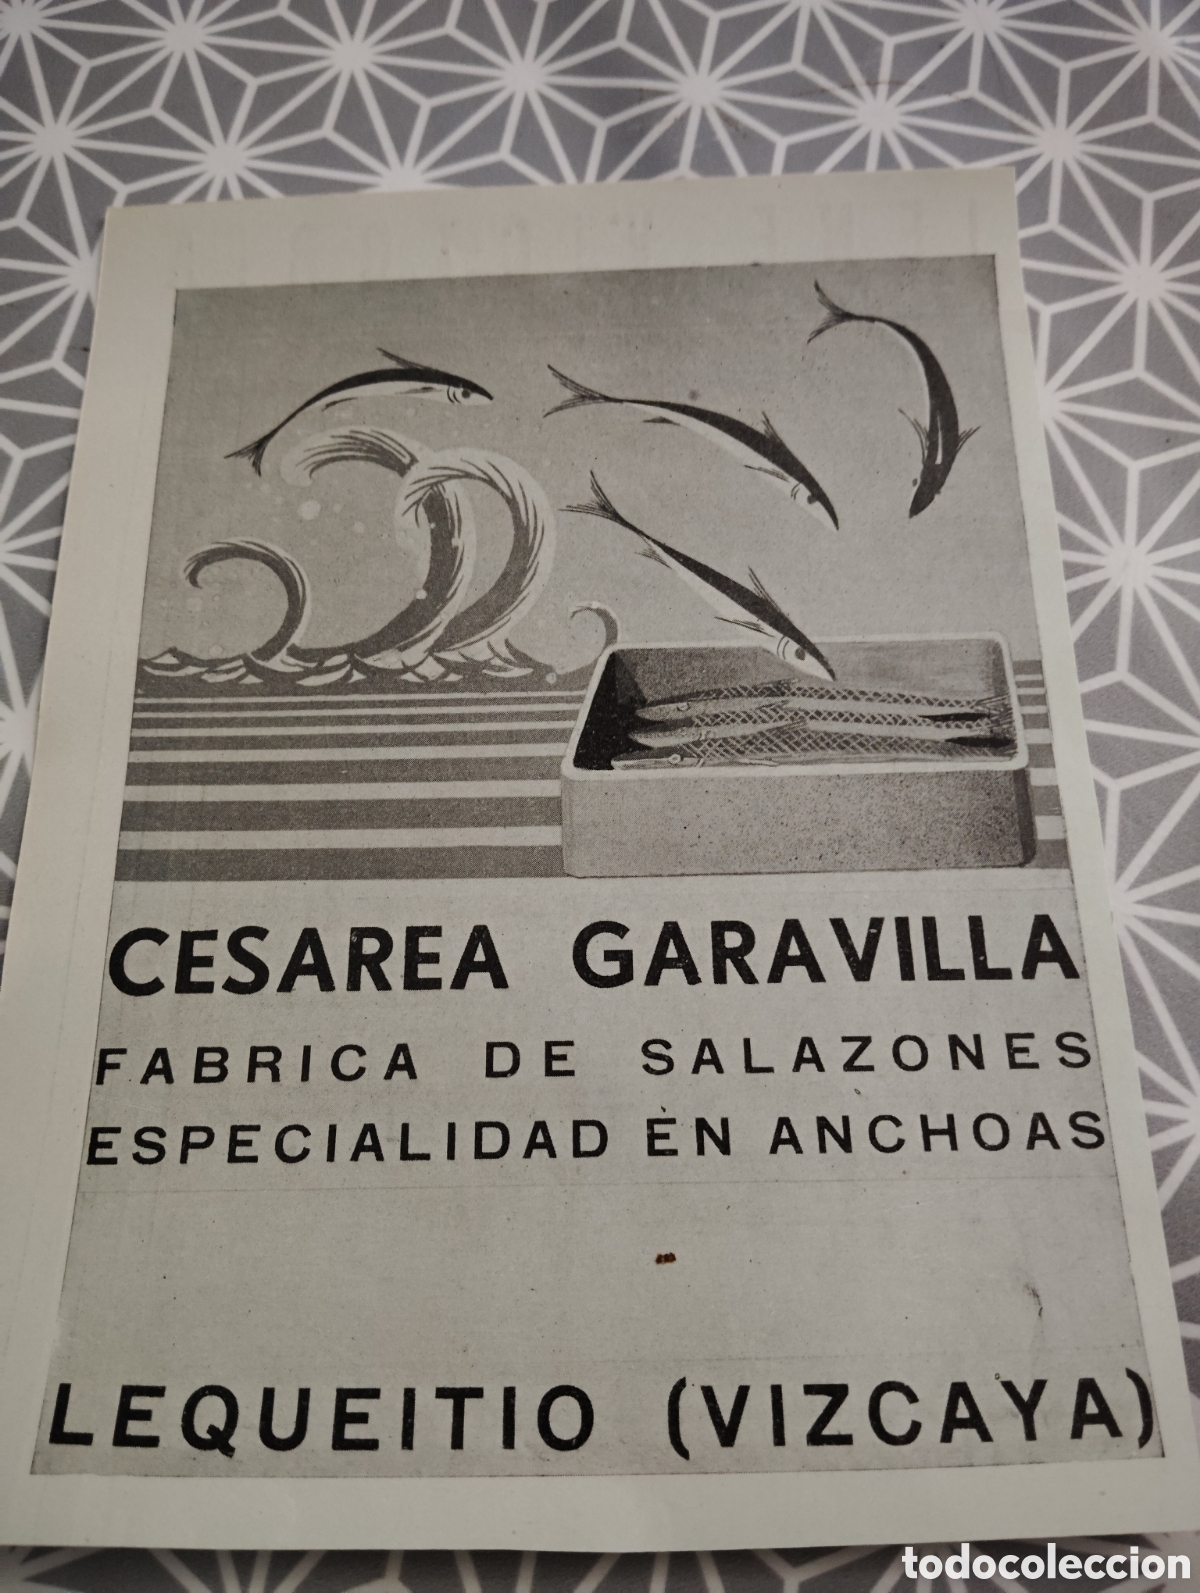 CESAREA GARAVILLA
FABRICA DE SALAZONES
ESPECIALIDAD EN ANCHOAS
LEQUEITIO (VIZCAYA)
todocoleccion